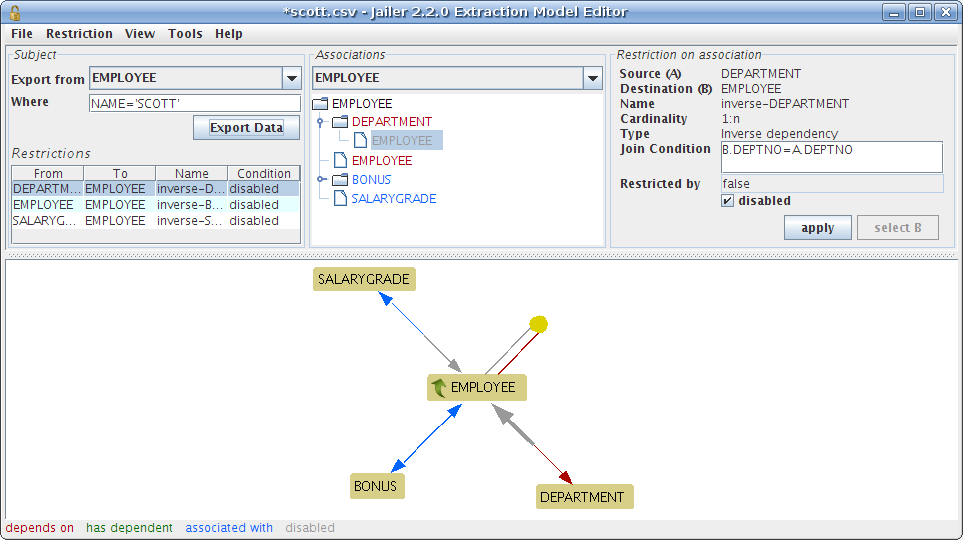 *scott.csv - Jailer 2.2.0 Extraction Model Editor
File Restriction View Tools Help
Subject
Export from EMPLOYEE
Where NAME='SCOTT'
Export Data
Restrictions
From To Name Condition
DEPARTM... EMPLOYEE inverse-D... disabled
EMPLOYEE EMPLOYEE inverse-B... disabled
SALARYG... EMPLOYEE inverse-S... disabled
Associations
EMPLOYEE
EMPLOYEE
DEPARTMENT
EMPLOYEE
EMPLOYEE
BONUS
SALARYGRADE
Restriction on association
Source (A) DEPARTMENT
Destination (B) EMPLOYEE
Name inverse-DEPARTMENT
Cardinality 1:n
Type Inverse dependency
Join Condition B.DEPTNO=A.DEPTNO
Restricted by false
disabled
apply select B
SALARYGRADE
EMPLOYEE
BONUS
DEPARTMENT
depends on has dependent associated with disabled